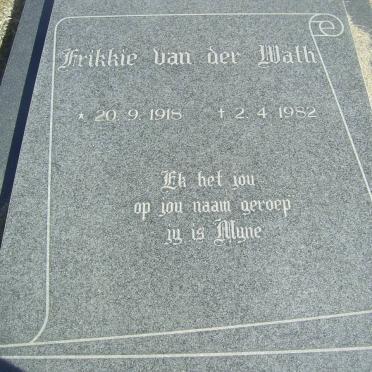 Frikkie van der Wath
* 20. 9. 1918 † 2. 4. 1982
Ek het jou
op jou naam geroep
jy is Myne